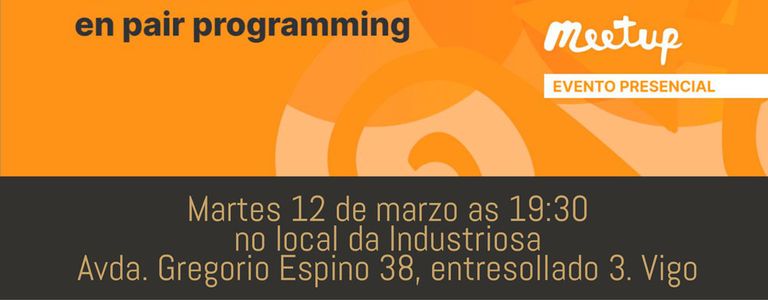 en pair programming
meetup
EVENTO PRESENCIAL
Martes 12 de marzo as 19:30
no local da Industriosa
Avda. Gregorio Espino 38, entresollado 3. Vigo